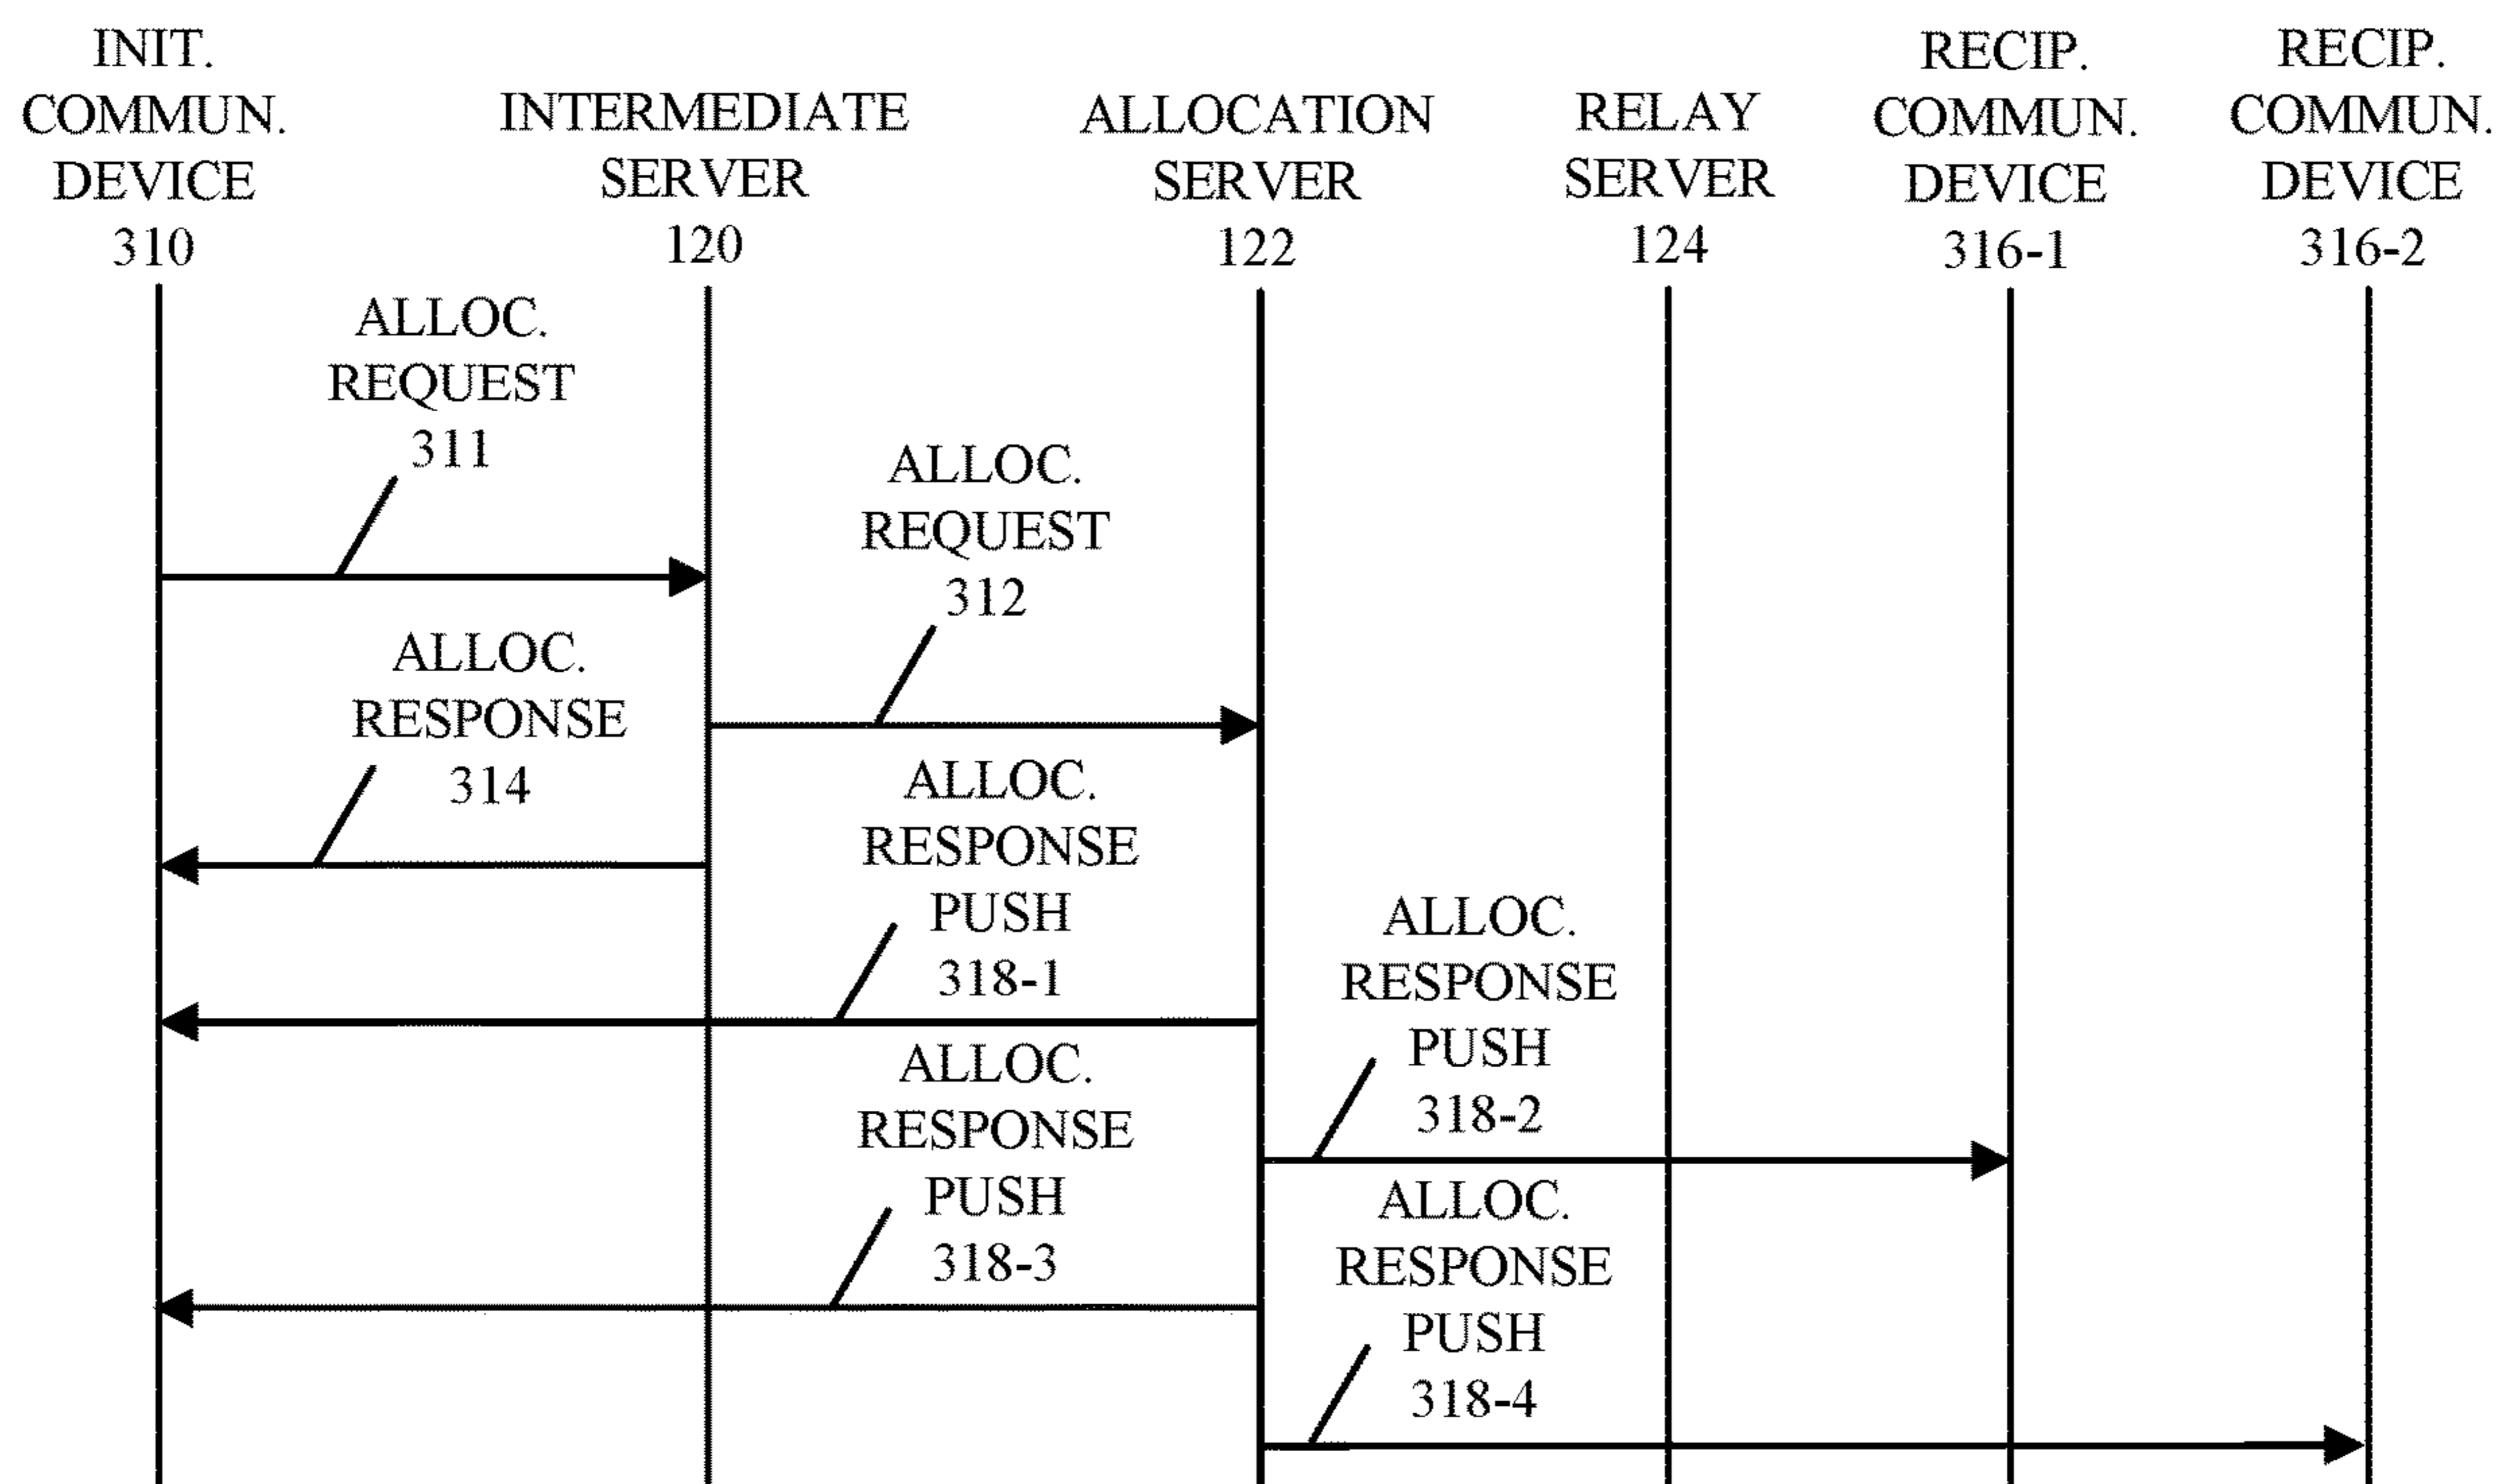 INIT.
COMMUN.
DEVICE
310
INTERMEDIATE
SERVER
120
ALLOCATION
SERVER
122
RELAY
SERVER
124
RECIP.
COMMUN.
DEVICE
316-1
RECIP.
COMMUN.
DEVICE
316-2
ALLOC.
REQUEST
311
ALLOC.
REQUEST
312
ALLOC.
RESPONSE
314
ALLOC.
RESPONSE
PUSH
318-1
ALLOC.
RESPONSE
PUSH
318-2
ALLOC.
RESPONSE
PUSH
318-3
ALLOC.
RESPONSE
PUSH
318-4